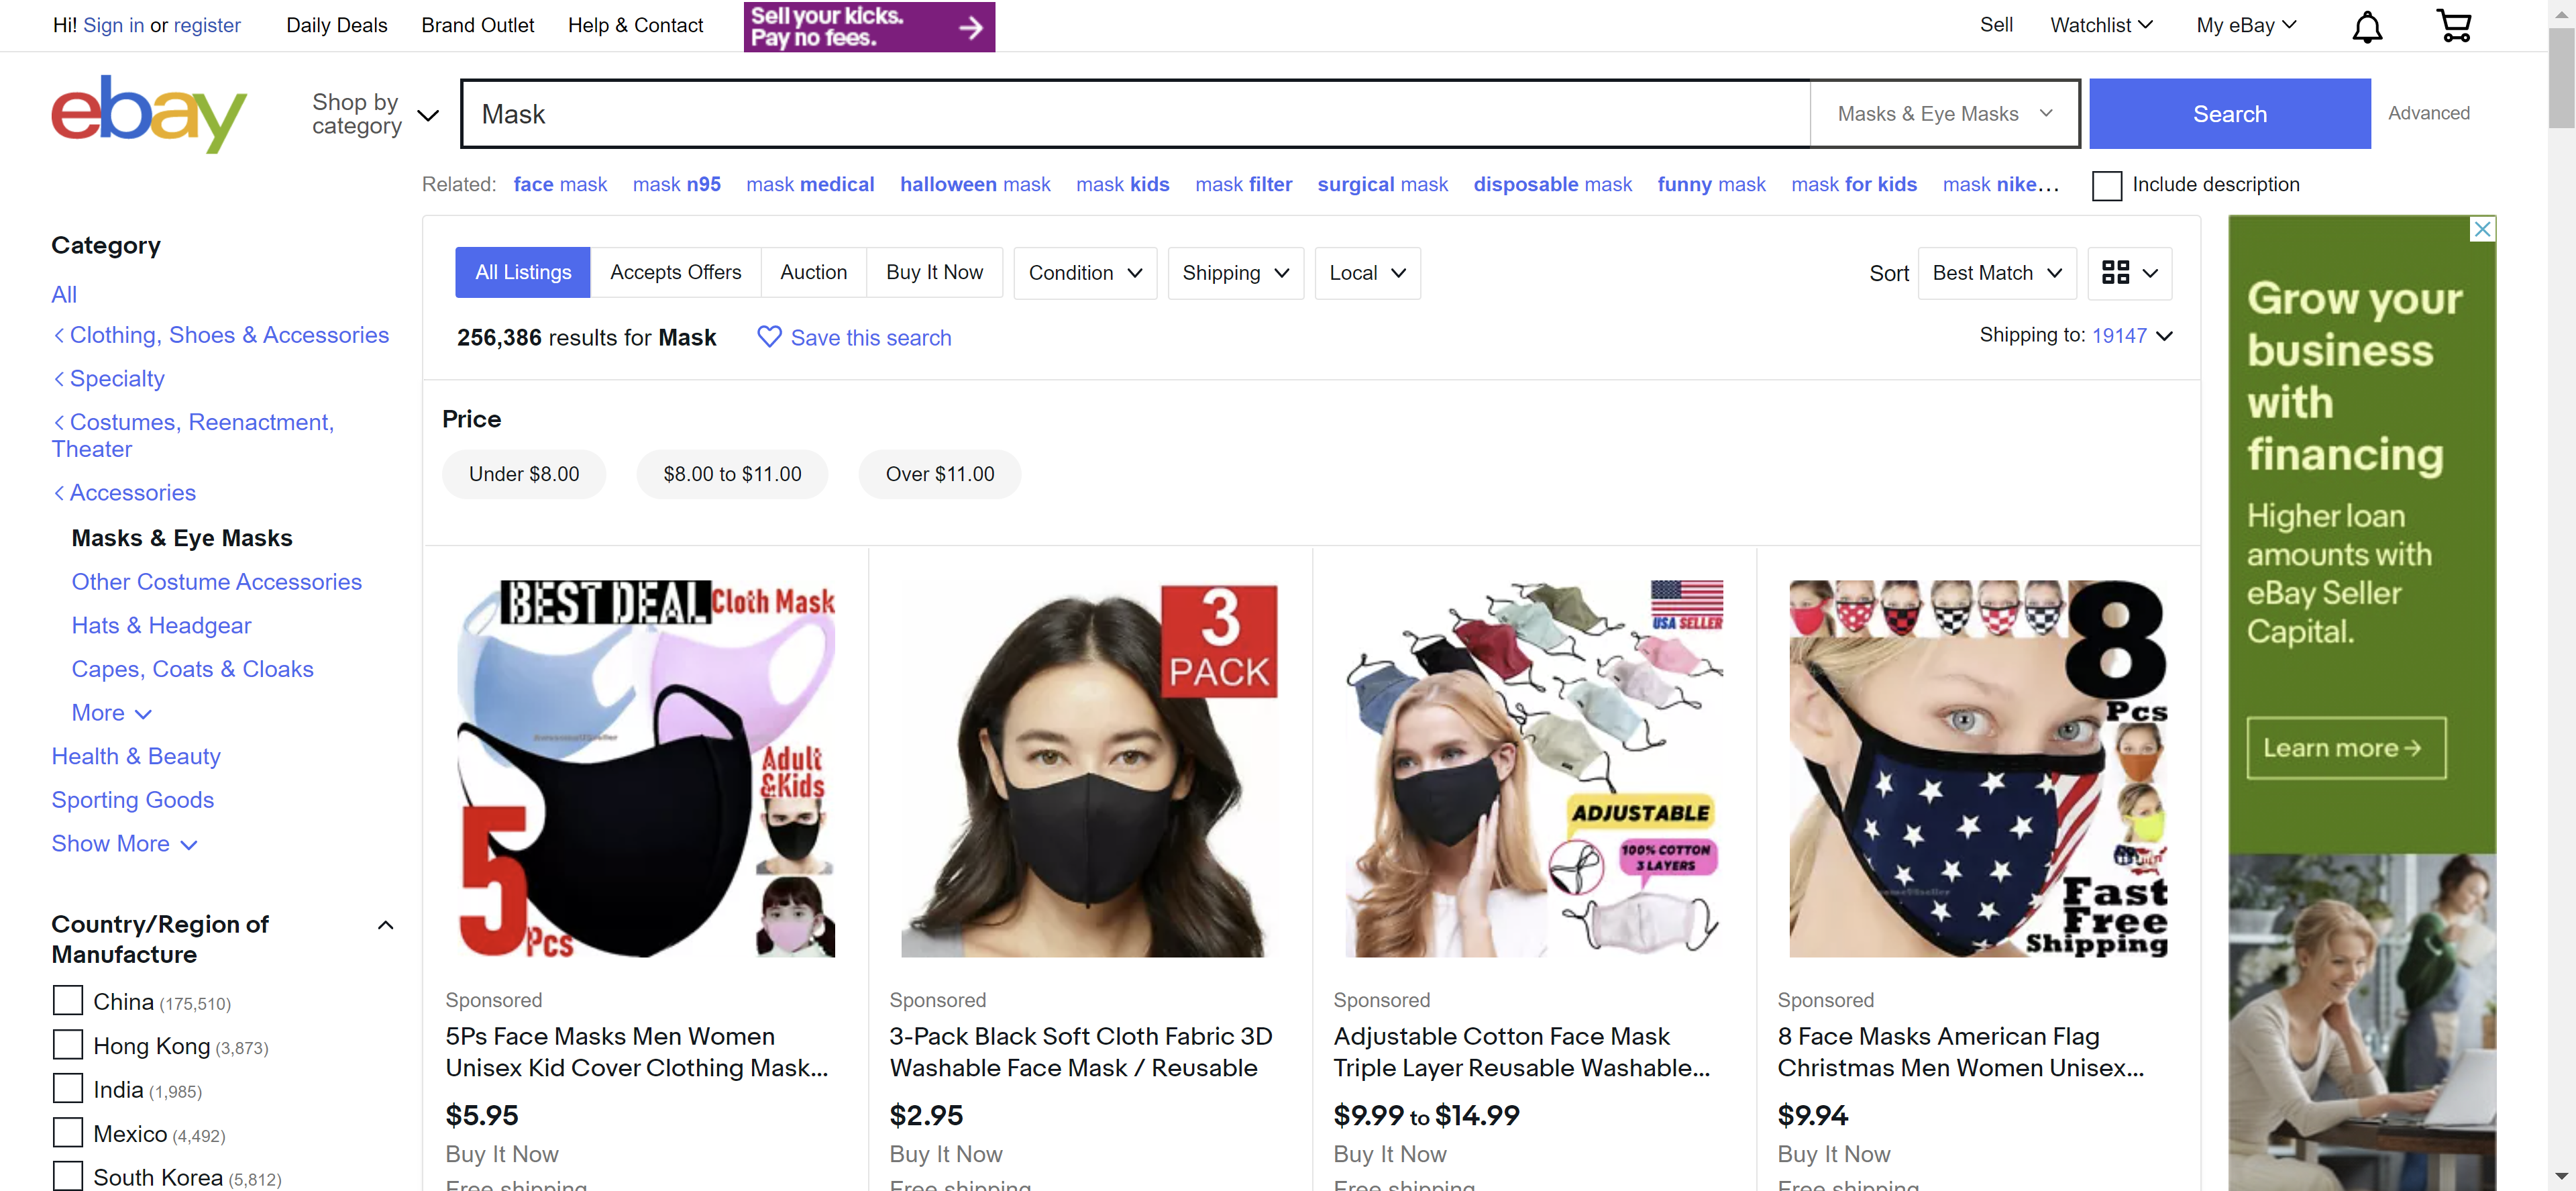 Hi! Sign in or register
Daily Deals
Brand Outlet
Help & Contact
Sell your kicks.
Pay no fees.
Sell
Watchlist
My eBay
ebay
Shop by
category
Mask
Masks & Eye Masks
Search
Advanced
Related: face mask mask n95 mask medical halloween mask mask kids mask filter surgical mask disposable mask funny mask mask for kids mask nike...
Include description
Category
All
Clothing, Shoes & Accessories
Specialty
Costumes, Reenactment,
Theater
Accessories
Masks & Eye Masks
Other Costume Accessories
Hats & Headgear
Capes, Coats & Cloaks
More
Health & Beauty
Sporting Goods
Show More
Country/Region of
Manufacture
China (175,510)
Hong Kong (3,873)
India (1,985)
Mexico (4,492)
South Korea (5,812)
All Listings
Accepts Offers
Auction
Buy It Now
Condition
Shipping
Local
Sort
Best Match
256,386 results for Mask
Save this search
Shipping to: 19147
Price
Under $8.00
$8.00 to $11.00
Over $11.00
BEST DEAL Cloth Mask
Adult
&Kids
5 Pcs
Sponsored
5Ps Face Masks Men Women
Unisex Kid Cover Clothing Mask...
$5.95
Buy It Now
Free shipping
3
PACK
Sponsored
3-Pack Black Soft Cloth Fabric 3D
Washable Face Mask / Reusable
$2.95
Buy It Now
Free shipping
USA SELLER
ADJUSTABLE
100% COTTON
3 LAYERS
Sponsored
Adjustable Cotton Face Mask
Triple Layer Reusable Washable...
$9.99 to $14.99
Buy It Now
Free shipping
8
Pcs
Fast
Free
Shipping
Sponsored
8 Face Masks American Flag
Christmas Men Women Unisex...
$9.94
Buy It Now
Free shipping
Grow your
business
with
financing
Higher loan
amounts with
eBay Seller
Capital.
Learn more →